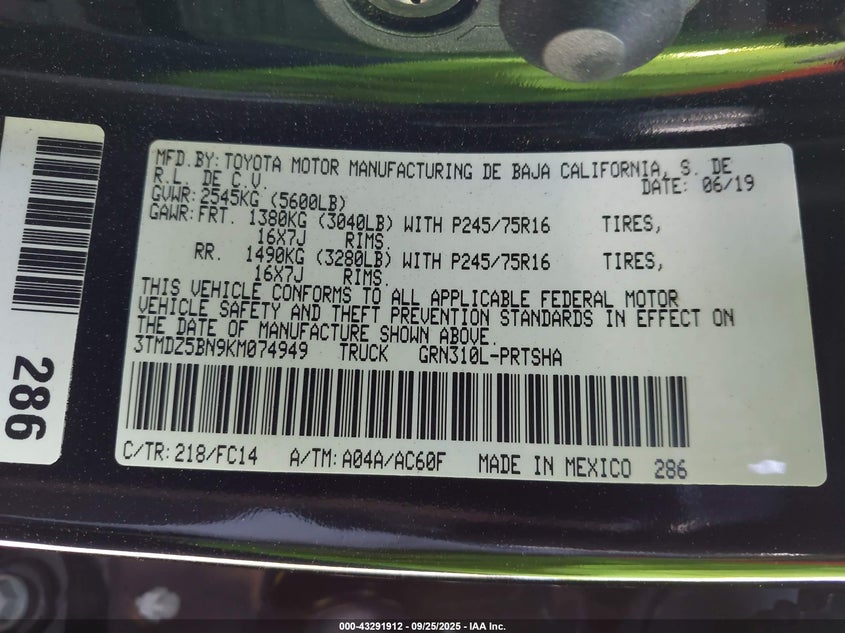 MFD.BY: TOYOTA MOTOR MANUFACTURING DE BAJA CALIFORNIA, S. DE
R.L. DE C.V. DATE: 06/19
GVWR: 2545KG (5600LB)
GAWR: FRT. 1380KG (3040LB) WITH P245/75R16 TIRES,
16X7J RIMS.
RR. 1490KG (3280LB) WITH P245/75R16 TIRES,
16X7J RIMS.
THIS VEHICLE CONFORMS TO ALL APPLICABLE FEDERAL MOTOR
VEHICLE SAFETY AND THEFT PREVENTION STANDARDS IN EFFECT ON
THE DATE OF MANUFACTURE SHOWN ABOVE.
3TMDZ5BN9KM074949 TRUCK GRN310L-PRTSHA
C/TR: 218/FC14 A/TM: A04A/AC60F MADE IN MEXICO 286
286
000-43291912 - 09/25/2025 - IAA Inc.